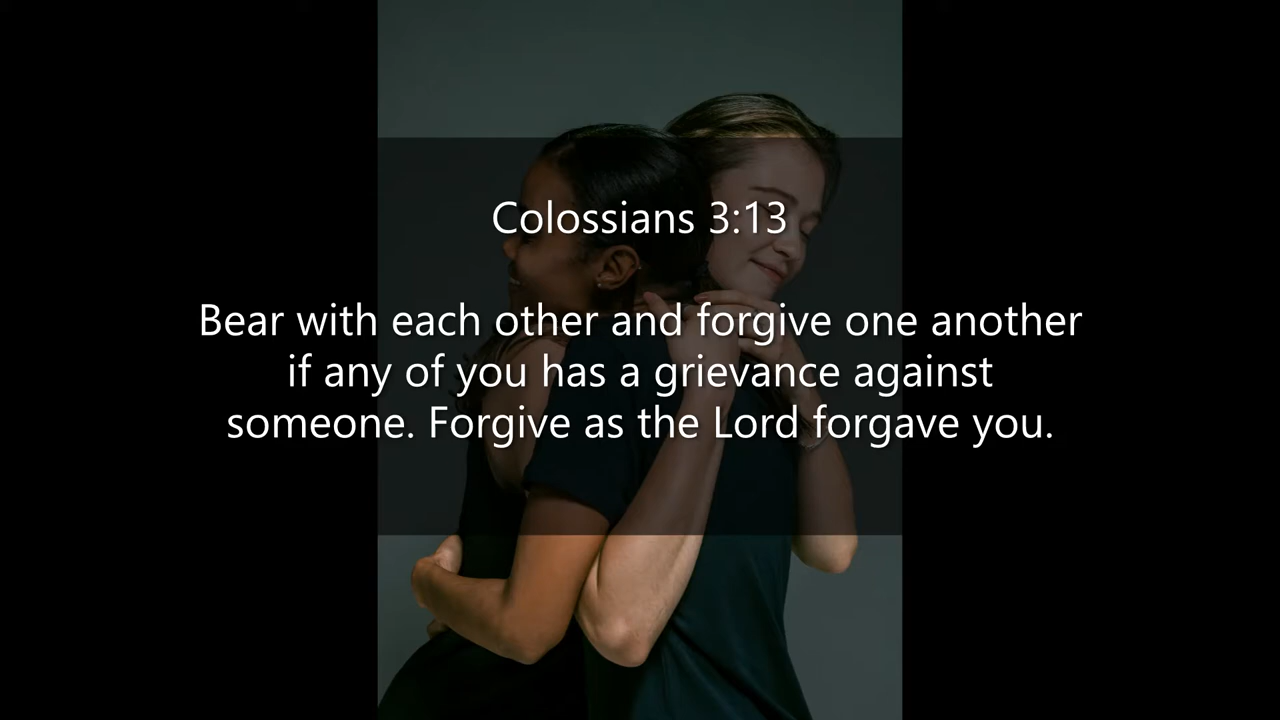 Colossians 3:13
Bear with each other and forgive one another
if any of you has a grievance against
someone. Forgive as the Lord forgave you.